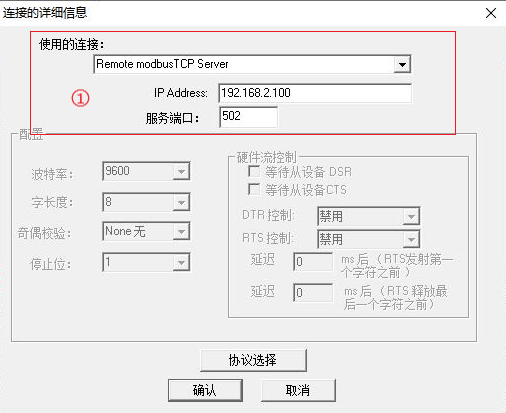 连接的详细信息
使用的连接：
Remote modbusTCP Server
①
IP Address: 192.168.2.100
服务端口： 502
配置
波特率： 9600
字长度： 8
奇偶校验： None 无
停止位： 1
硬件流控制
等待从设备 DSR
等待从设备CTS
DTR 控制: 禁用
RTS 控制: 禁用
延迟 0 ms 后（RTS发射第一
个字符之前 ）
延迟 0 ms 后（RTS 释放最
后一个字符之前）
协议选择
确认 取消